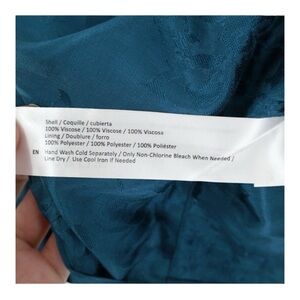 Shell / Coquille / cubierta
100% Viscose / 100% Viscose / 100% Viscosa
Lining / Doublure / forro
100% Polyester / 100% Polyester / 100% Poliéster
EN Hand Wash Cold Separately / Only Non-Chlorine Bleach When Needed /
Line Dry / Use Cool Iron If Needed